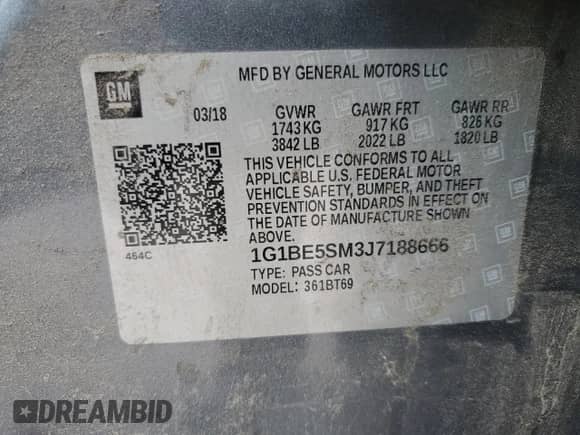 GM
MFD BY GENERAL MOTORS LLC
03/18 GVWR GAWR FRT GAWR RR
1743 KG 917 KG 826 KG
3842 LB 2022 LB 1820 LB
THIS VEHICLE CONFORMS TO ALL
APPLICABLE U.S. FEDERAL MOTOR
VEHICLE SAFETY, BUMPER, AND THEFT
PREVENTION STANDARDS IN EFFECT ON
THE DATE OF MANUFACTURE SHOWN
ABOVE.
464C
1G1BE5SM3J7188666
TYPE: PASS CAR
MODEL: 361BT69
DREAMBID